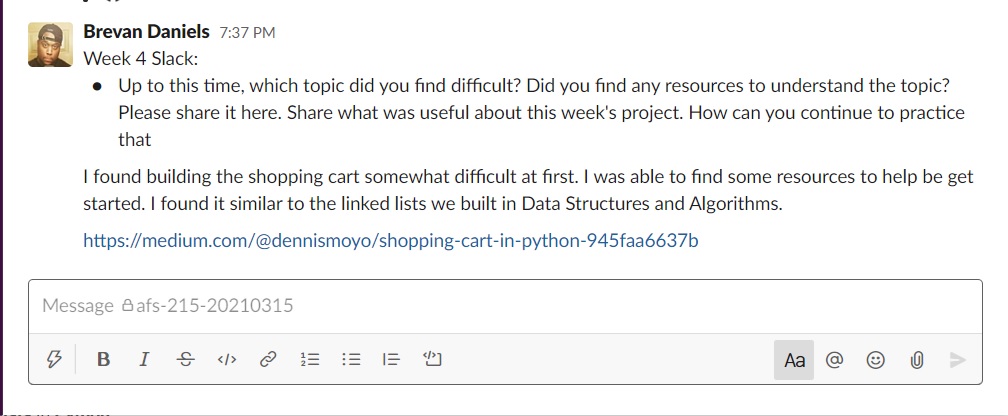 Brevan Daniels 7:37 PM
Week 4 Slack:
● Up to this time, which topic did you find difficult? Did you find any resources to understand the topic?
Please share it here. Share what was useful about this week's project. How can you continue to practice
that
I found building the shopping cart somewhat difficult at first. I was able to find some resources to help be get
started. I found it similar to the linked lists we built in Data Structures and Algorithms.
https://medium.com/@dennismoyo/shopping-cart-in-python-945faa6637b
Message afs-215-20210315
B I S </> Aa @